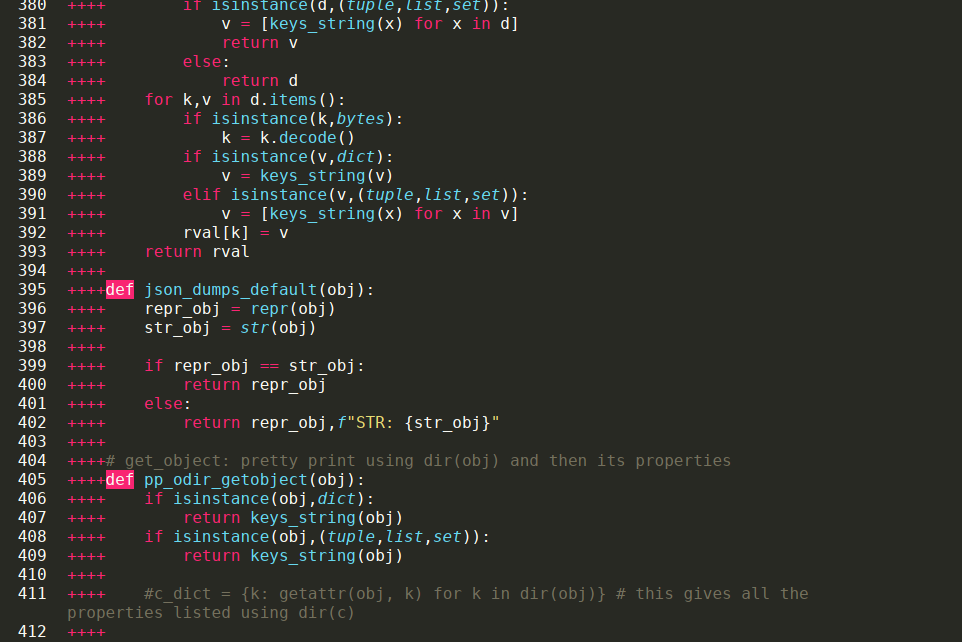 380  ++++        if isinstance(d,(tuple,list,set)):
381  ++++            v = [keys_string(x) for x in d]
382  ++++            return v
383  ++++        else:
384  ++++            return d
385  ++++    for k,v in d.items():
386  ++++        if isinstance(k,bytes):
387  ++++            k = k.decode()
388  ++++        if isinstance(v,dict):
389  ++++            v = keys_string(v)
390  ++++        elif isinstance(v,(tuple,list,set)):
391  ++++            v = [keys_string(x) for x in v]
392  ++++        rval[k] = v
393  ++++    return rval
394  ++++
395  ++++def json_dumps_default(obj):
396  ++++    repr_obj = repr(obj)
397  ++++    str_obj = str(obj)
398  ++++
399  ++++    if repr_obj == str_obj:
400  ++++        return repr_obj
401  ++++    else:
402  ++++        return repr_obj,f"STR: {str_obj}"
403  ++++
404  ++++# get_object: pretty print using dir(obj) and then its properties
405  ++++def pp_odir_getobject(obj):
406  ++++    if isinstance(obj,dict):
407  ++++        return keys_string(obj)
408  ++++    if isinstance(obj,(tuple,list,set)):
409  ++++        return keys_string(obj)
410  ++++
411  ++++    #c_dict = {k: getattr(obj, k) for k in dir(obj)} # this gives all the
properties listed using dir(c)
412  ++++